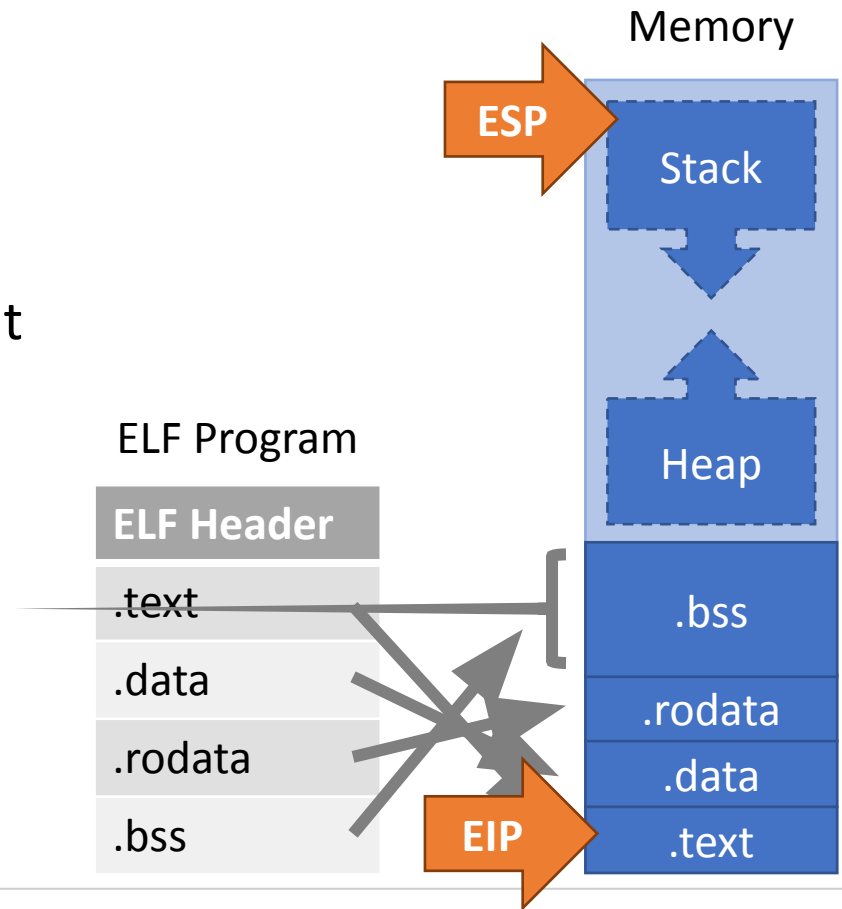 Memory
ESP
Stack
t
ELF Program
Heap
ELF Header
.text
.bss
.data
.rodata
.rodata
.data
.bss
EIP
.text